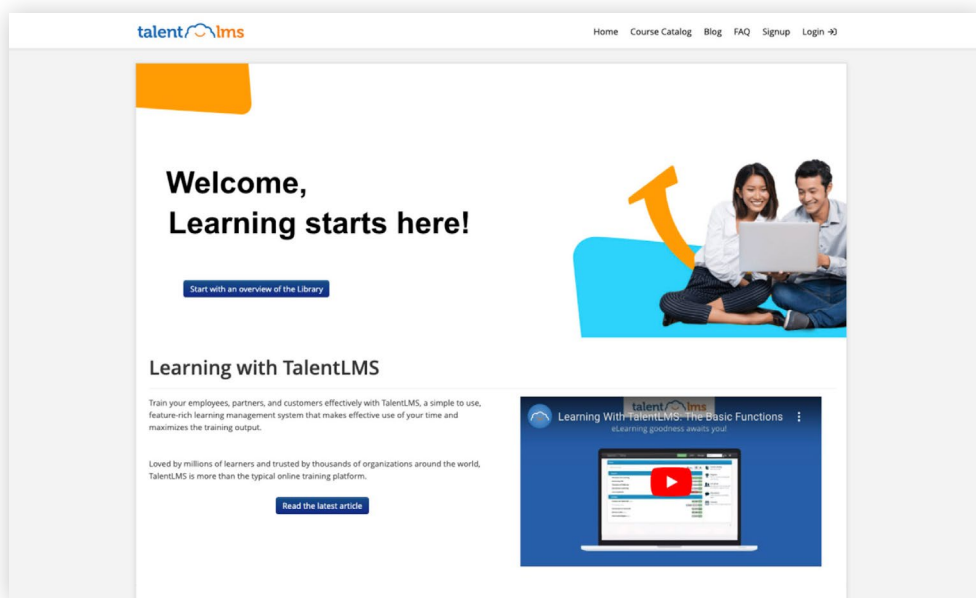 talentlms
Home Course Catalog Blog FAQ Signup Login
Welcome,
Learning starts here!
Start with an overview of the Library
Learning with TalentLMS
Train your employees, partners, and customers effectively with TalentLMS, a simple to use,
feature-rich learning management system that makes effective use of your time and
maximizes the training output.
Loved by millions of learners and trusted by thousands of organizations around the world,
TalentLMS is more than the typical online training platform.
Read the latest article
talentlms
Learning With TalentLMS: The Basic Functions
eLearning goodness awaits you!